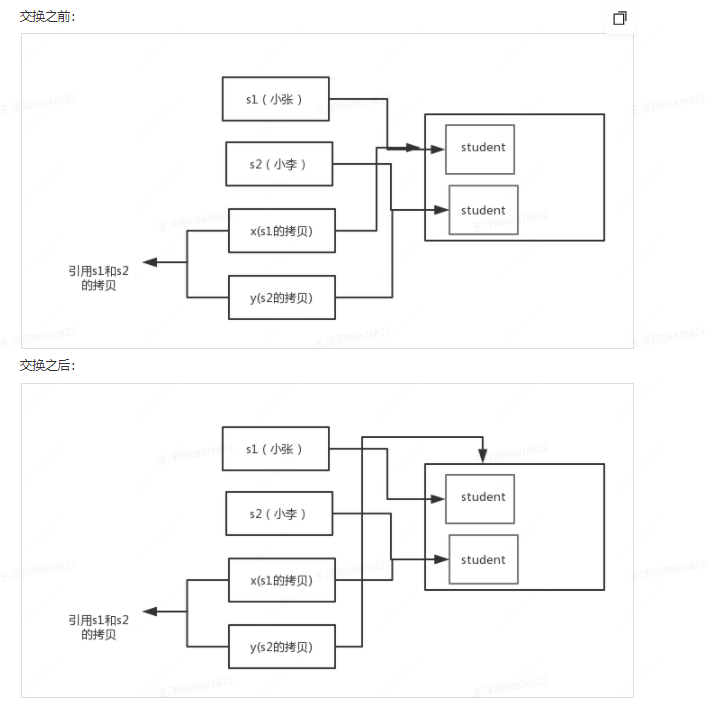 交换之前：
s1（小张）
student
s2（小李）
student
x(s1的拷贝)
引用s1和s2
的拷贝
y(s2的拷贝)
交换之后：
s1（小张）
student
s2（小李）
student
x(s1的拷贝)
引用s1和s2
的拷贝
y(s2的拷贝)